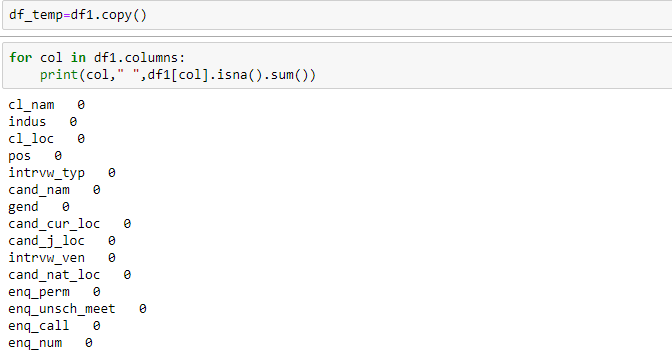 df_temp=df1.copy()
for col in df1.columns:
    print(col," ",df1[col].isna().sum())
cl_nam   0
indus   0
cl_loc   0
pos   0
intrvw_typ   0
cand_nam   0
gend   0
cand_cur_loc   0
cand_j_loc   0
intrvw_ven   0
cand_nat_loc   0
enq_perm   0
enq_unsch_meet   0
enq_call   0
enq_num   0